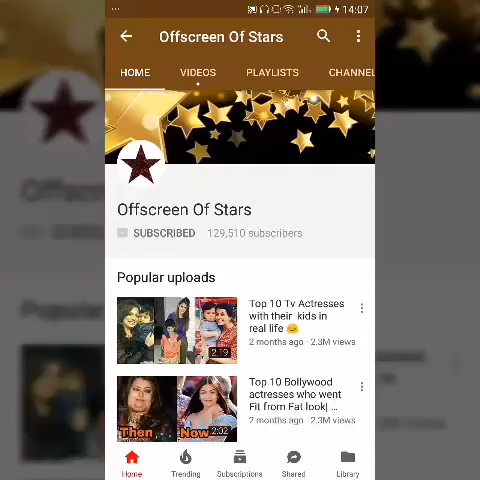 14:07
Offscreen Of Stars
HOME VIDEOS PLAYLISTS CHANNEL
Offscreen Of Stars
SUBSCRIBED 129,510 subscribers
Popular uploads
Top 10 Tv Actresses
with their kids in
real life 😊
2 months ago · 2.3M views
2:19
Top 10 Bollywood
actresses who went
Fit from Fat look| ...
2 months ago · 2.3M views
Then Now 2:02
Home Trending Subscriptions Shared Library